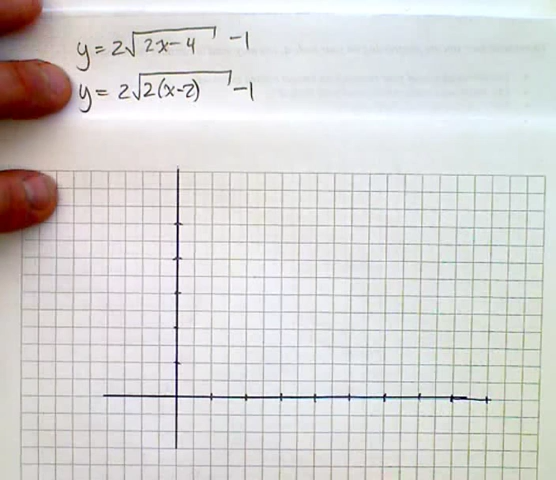 y = 2√(2x-4) -1
y = 2√(2(x-2)) -1